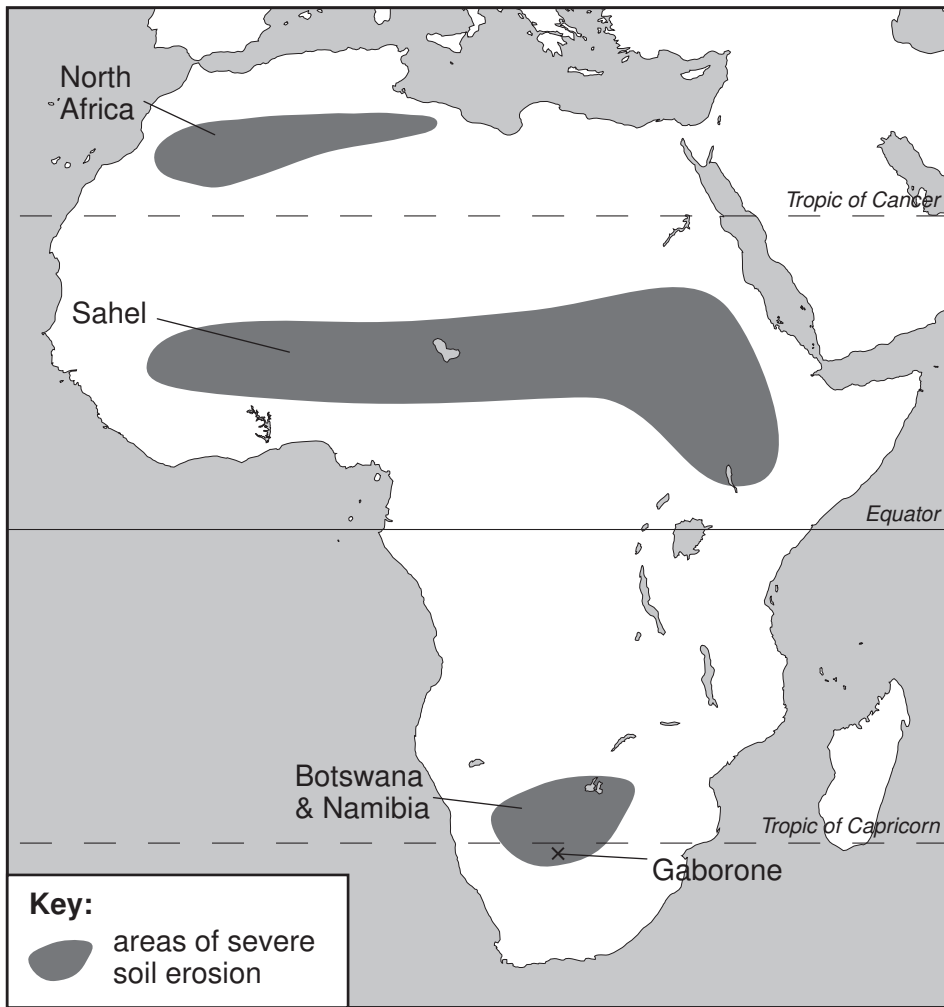 North
Africa
Tropic of Cancer
Sahel
Equator
Botswana
& Namibia
Tropic of Capricorn
Gaborone
Key:
areas of severe
soil erosion